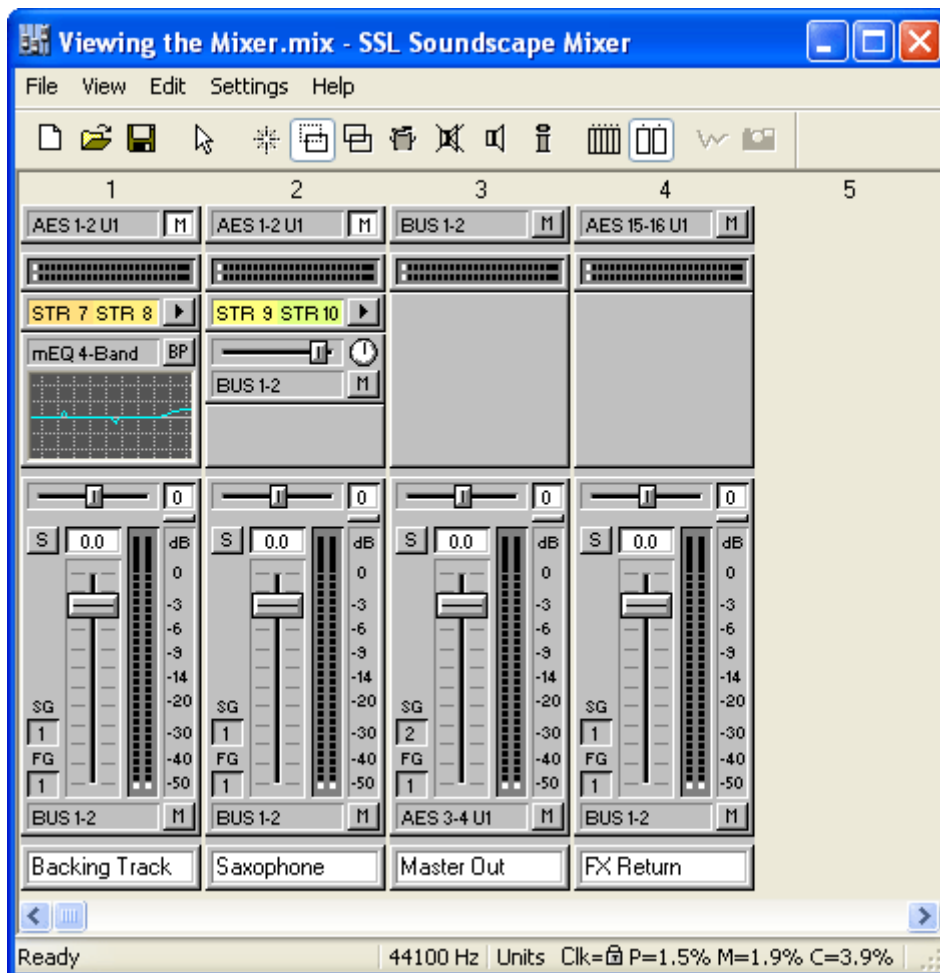 Viewing the Mixer.mix - SSL Soundscape Mixer
File View Edit Settings Help
1 2 3 4 5
AES 1-2 U1 M AES 1-2 U1 M BUS 1-2 M AES 15-16 U1 M
STR 7 STR 8 STR 9 STR 10
mEQ 4-Band BP
BUS 1-2 M
0 0 0 0
S 0.0 dB S 0.0 dB S 0.0 dB S 0.0 dB
0 0 0 0
-3 -3 -3 -3
-6 -6 -6 -6
-9 -9 -9 -9
-14 -14 -14 -14
SG -20 SG -20 SG -20 SG -20
1 -30 1 -30 2 -30 1 -30
FG -40 FG -40 FG -40 FG -40
1 -50 1 -50 1 -50 1 -50
BUS 1-2 M BUS 1-2 M AES 3-4 U1 M BUS 1-2 M
Backing Track Saxophone Master Out FX Return
Ready 44100 Hz Units Clk= P=1.5% M=1.9% C=3.9%